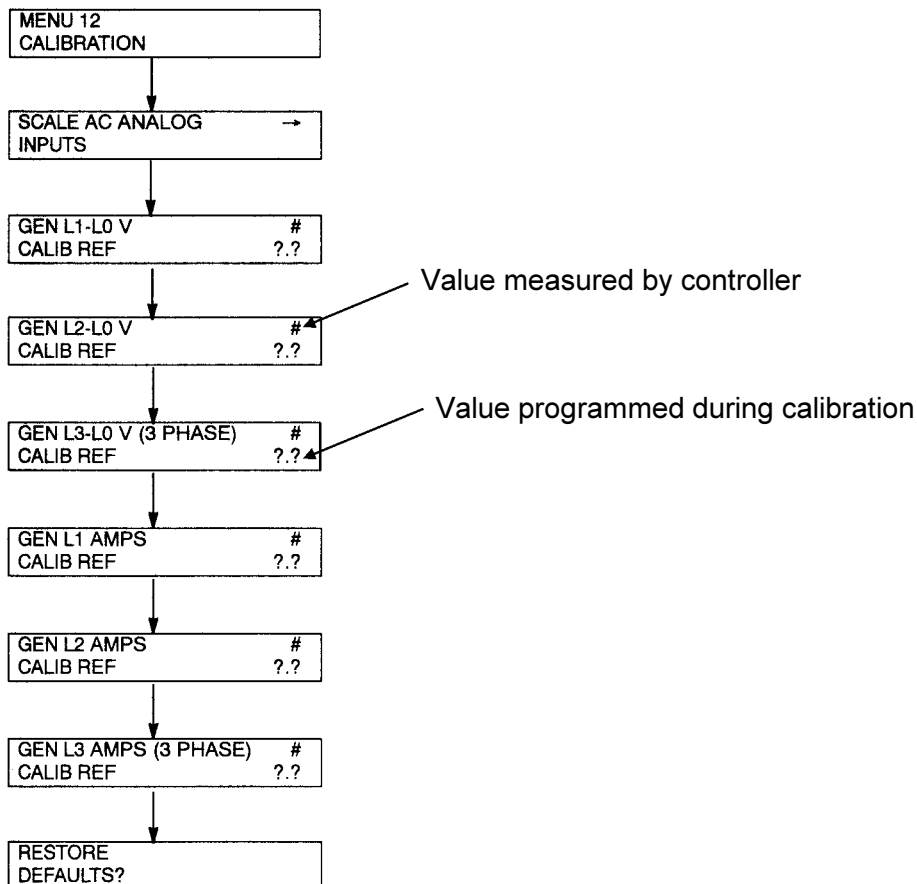 MENU 12
CALIBRATION
SCALE AC ANALOG →
INPUTS
GEN L1-L0 V #
CALIB REF ?.?
Value measured by controller
GEN L2-L0 V #
CALIB REF ?.?
Value programmed during calibration
GEN L3-L0 V (3 PHASE) #
CALIB REF ?.?
GEN L1 AMPS #
CALIB REF ?.?
GEN L2 AMPS #
CALIB REF ?.?
GEN L3 AMPS (3 PHASE) #
CALIB REF ?.?
RESTORE
DEFAULTS?